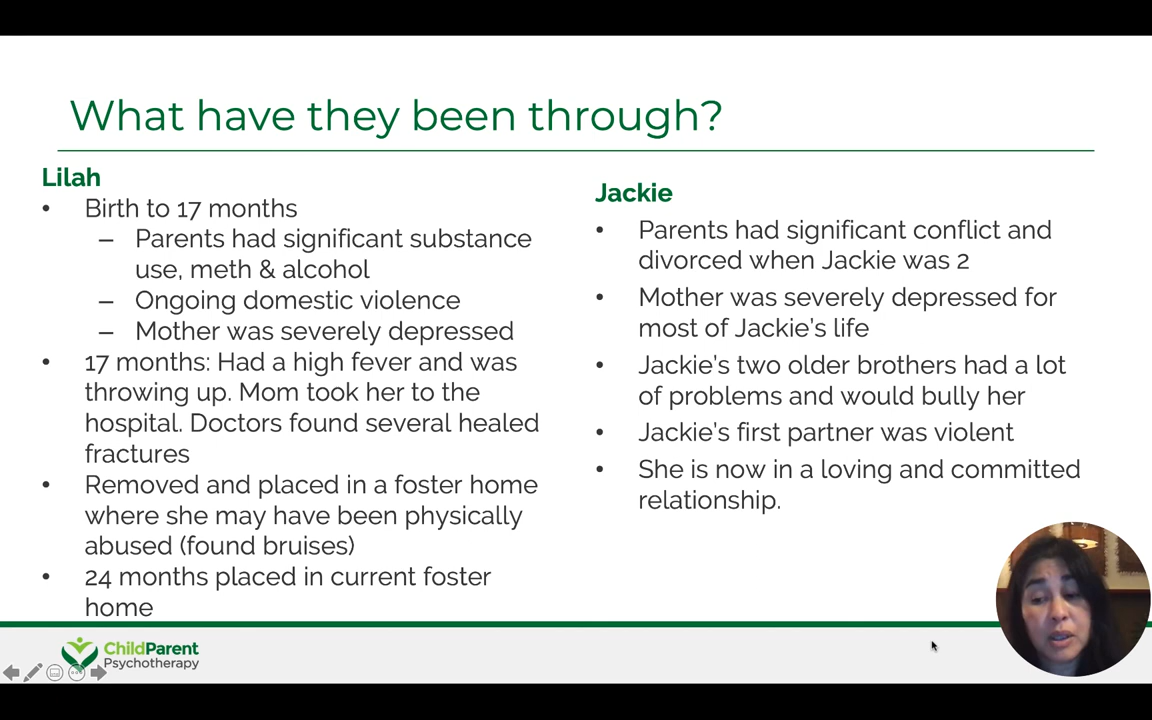 What have they been through?
Lilah
• Birth to 17 months
– Parents had significant substance
use, meth & alcohol
– Ongoing domestic violence
– Mother was severely depressed
• 17 months: Had a high fever and was
throwing up. Mom took her to the
hospital. Doctors found several healed
fractures
• Removed and placed in a foster home
where she may have been physically
abused (found bruises)
• 24 months placed in current foster
home
Jackie
• Parents had significant conflict and
divorced when Jackie was 2
• Mother was severely depressed for
most of Jackie's life
• Jackie's two older brothers had a lot
of problems and would bully her
• Jackie's first partner was violent
• She is now in a loving and committed
relationship.
ChildParent
Psychotherapy